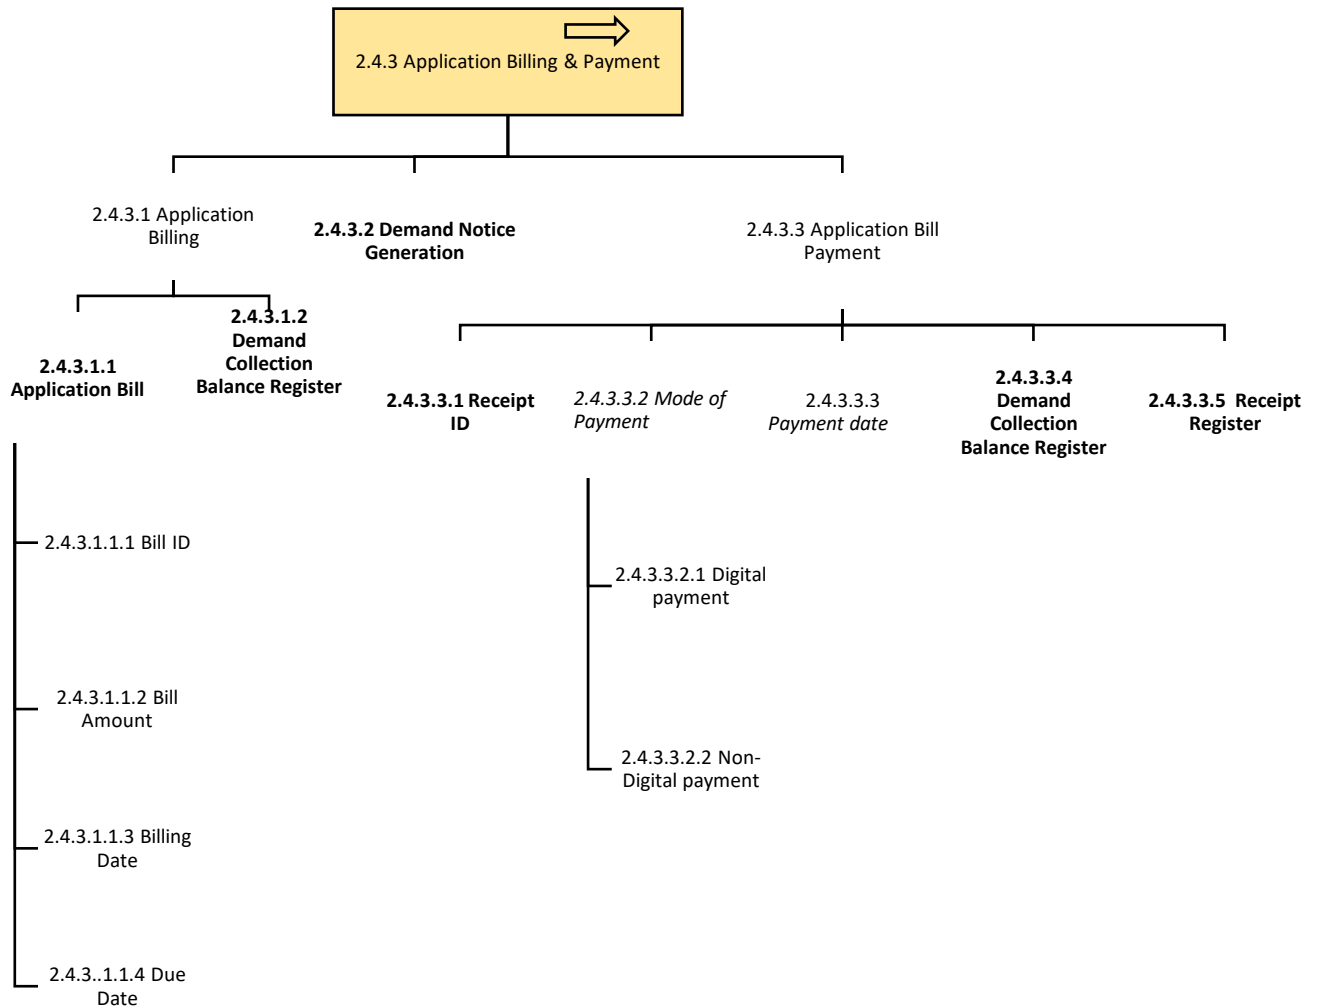 2.4.3 Application Billing & Payment
2.4.3.1 Application
Billing
2.4.3.2 Demand Notice
Generation
2.4.3.3 Application Bill
Payment
2.4.3.1.1
Application Bill
2.4.3.1.2
Demand
Collection
Balance Register
2.4.3.3.1 Receipt
ID
2.4.3.3.2 Mode of
Payment
2.4.3.3.3
Payment date
2.4.3.3.4
Demand
Collection
Balance Register
2.4.3.3.5 Receipt
Register
2.4.3.1.1.1 Bill ID
2.4.3.1.1.2 Bill
Amount
2.4.3.1.1.3 Billing
Date
2.4.3..1.1.4 Due
Date
2.4.3.3.2.1 Digital
payment
2.4.3.3.2.2 Non-
Digital payment